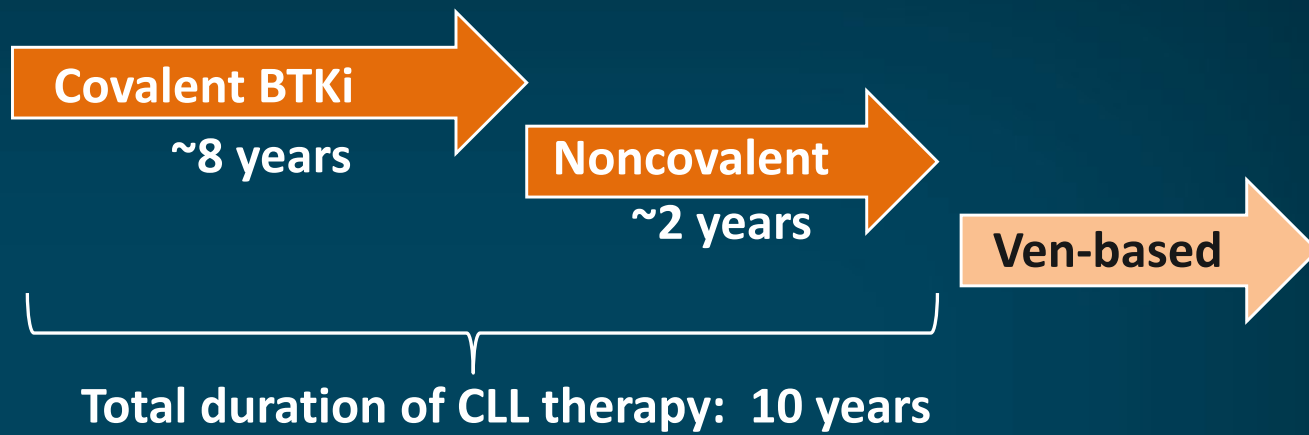 Covalent BTKi
~8 years
Noncovalent
~2 years
Ven-based
Total duration of CLL therapy: 10 years